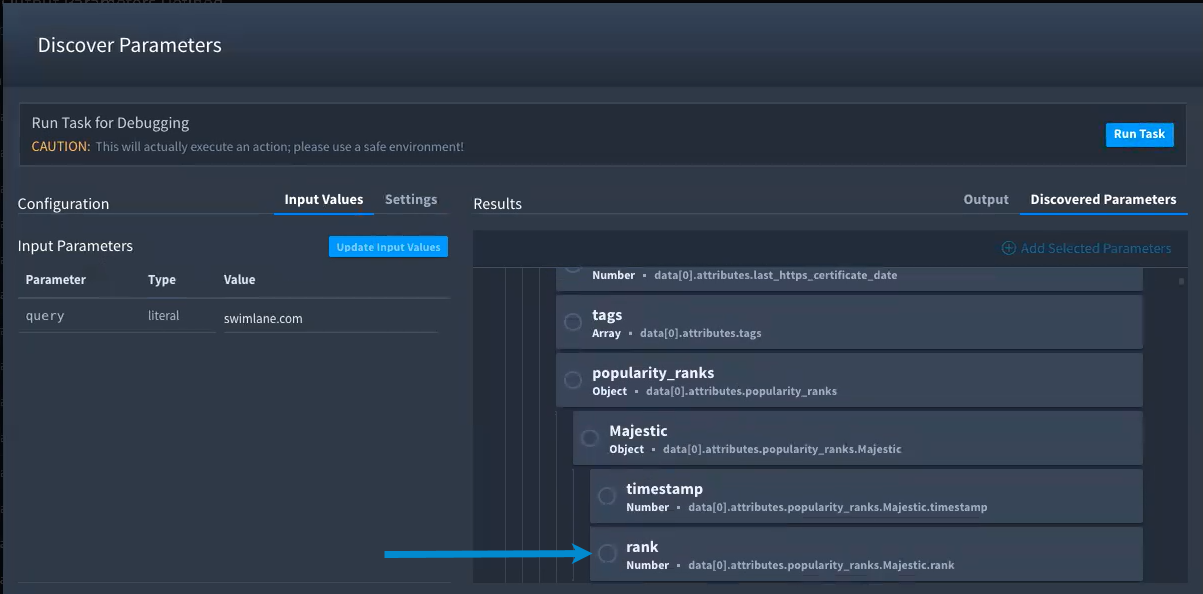 Discover Parameters
Run Task for Debugging
CAUTION: This will actually execute an action; please use a safe environment!
Run Task
Configuration
Input Values
Settings
Input Parameters
Update Input Values
Parameter Type Value
query literal swimlane.com
Results
Output
Discovered Parameters
Add Selected Parameters
Number • data[0].attributes.last_https_certificate_date
tags
Array • data[0].attributes.tags
popularity_ranks
Object • data[0].attributes.popularity_ranks
Majestic
Object • data[0].attributes.popularity_ranks.Majestic
timestamp
Number • data[0].attributes.popularity_ranks.Majestic.timestamp
rank
Number • data[0].attributes.popularity_ranks.Majestic.rank